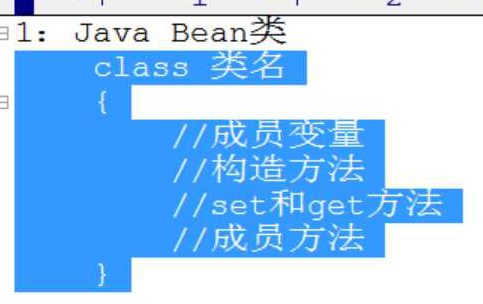 1: Java Bean类
class 类名
{
//成员变量
//构造方法
//set和get方法
//成员方法
}